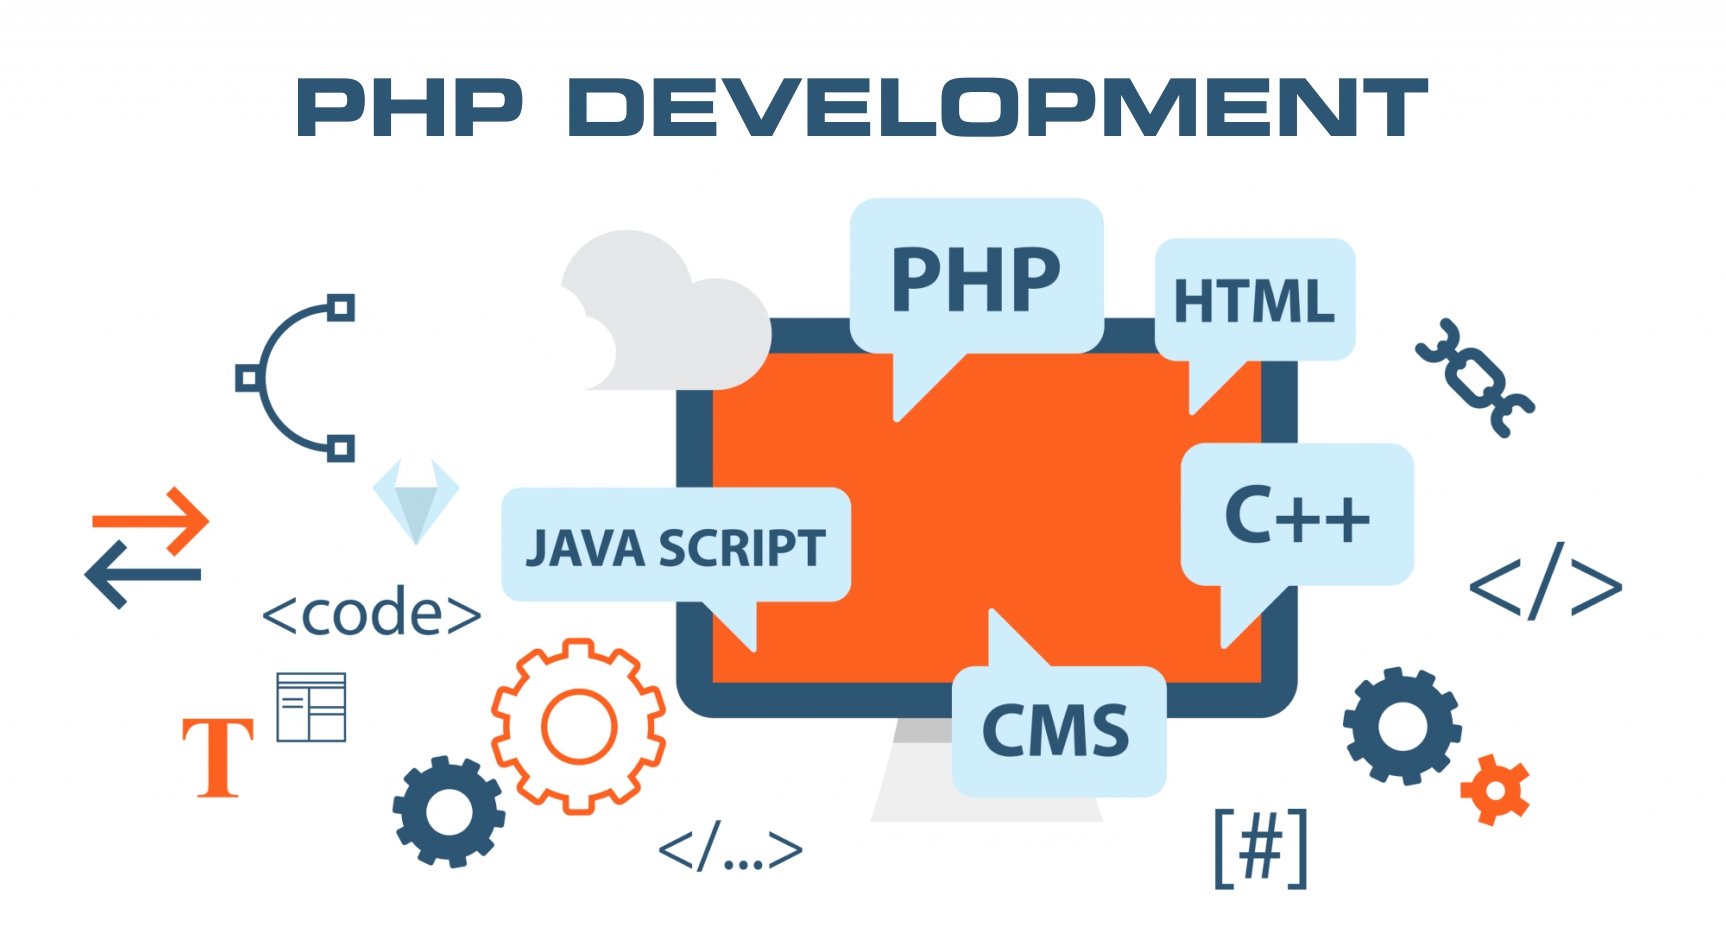 PHP DEVELOPMENT
PHP
HTML
C++
JAVA SCRIPT
<code>
</>
T
CMS
</...>
[#]